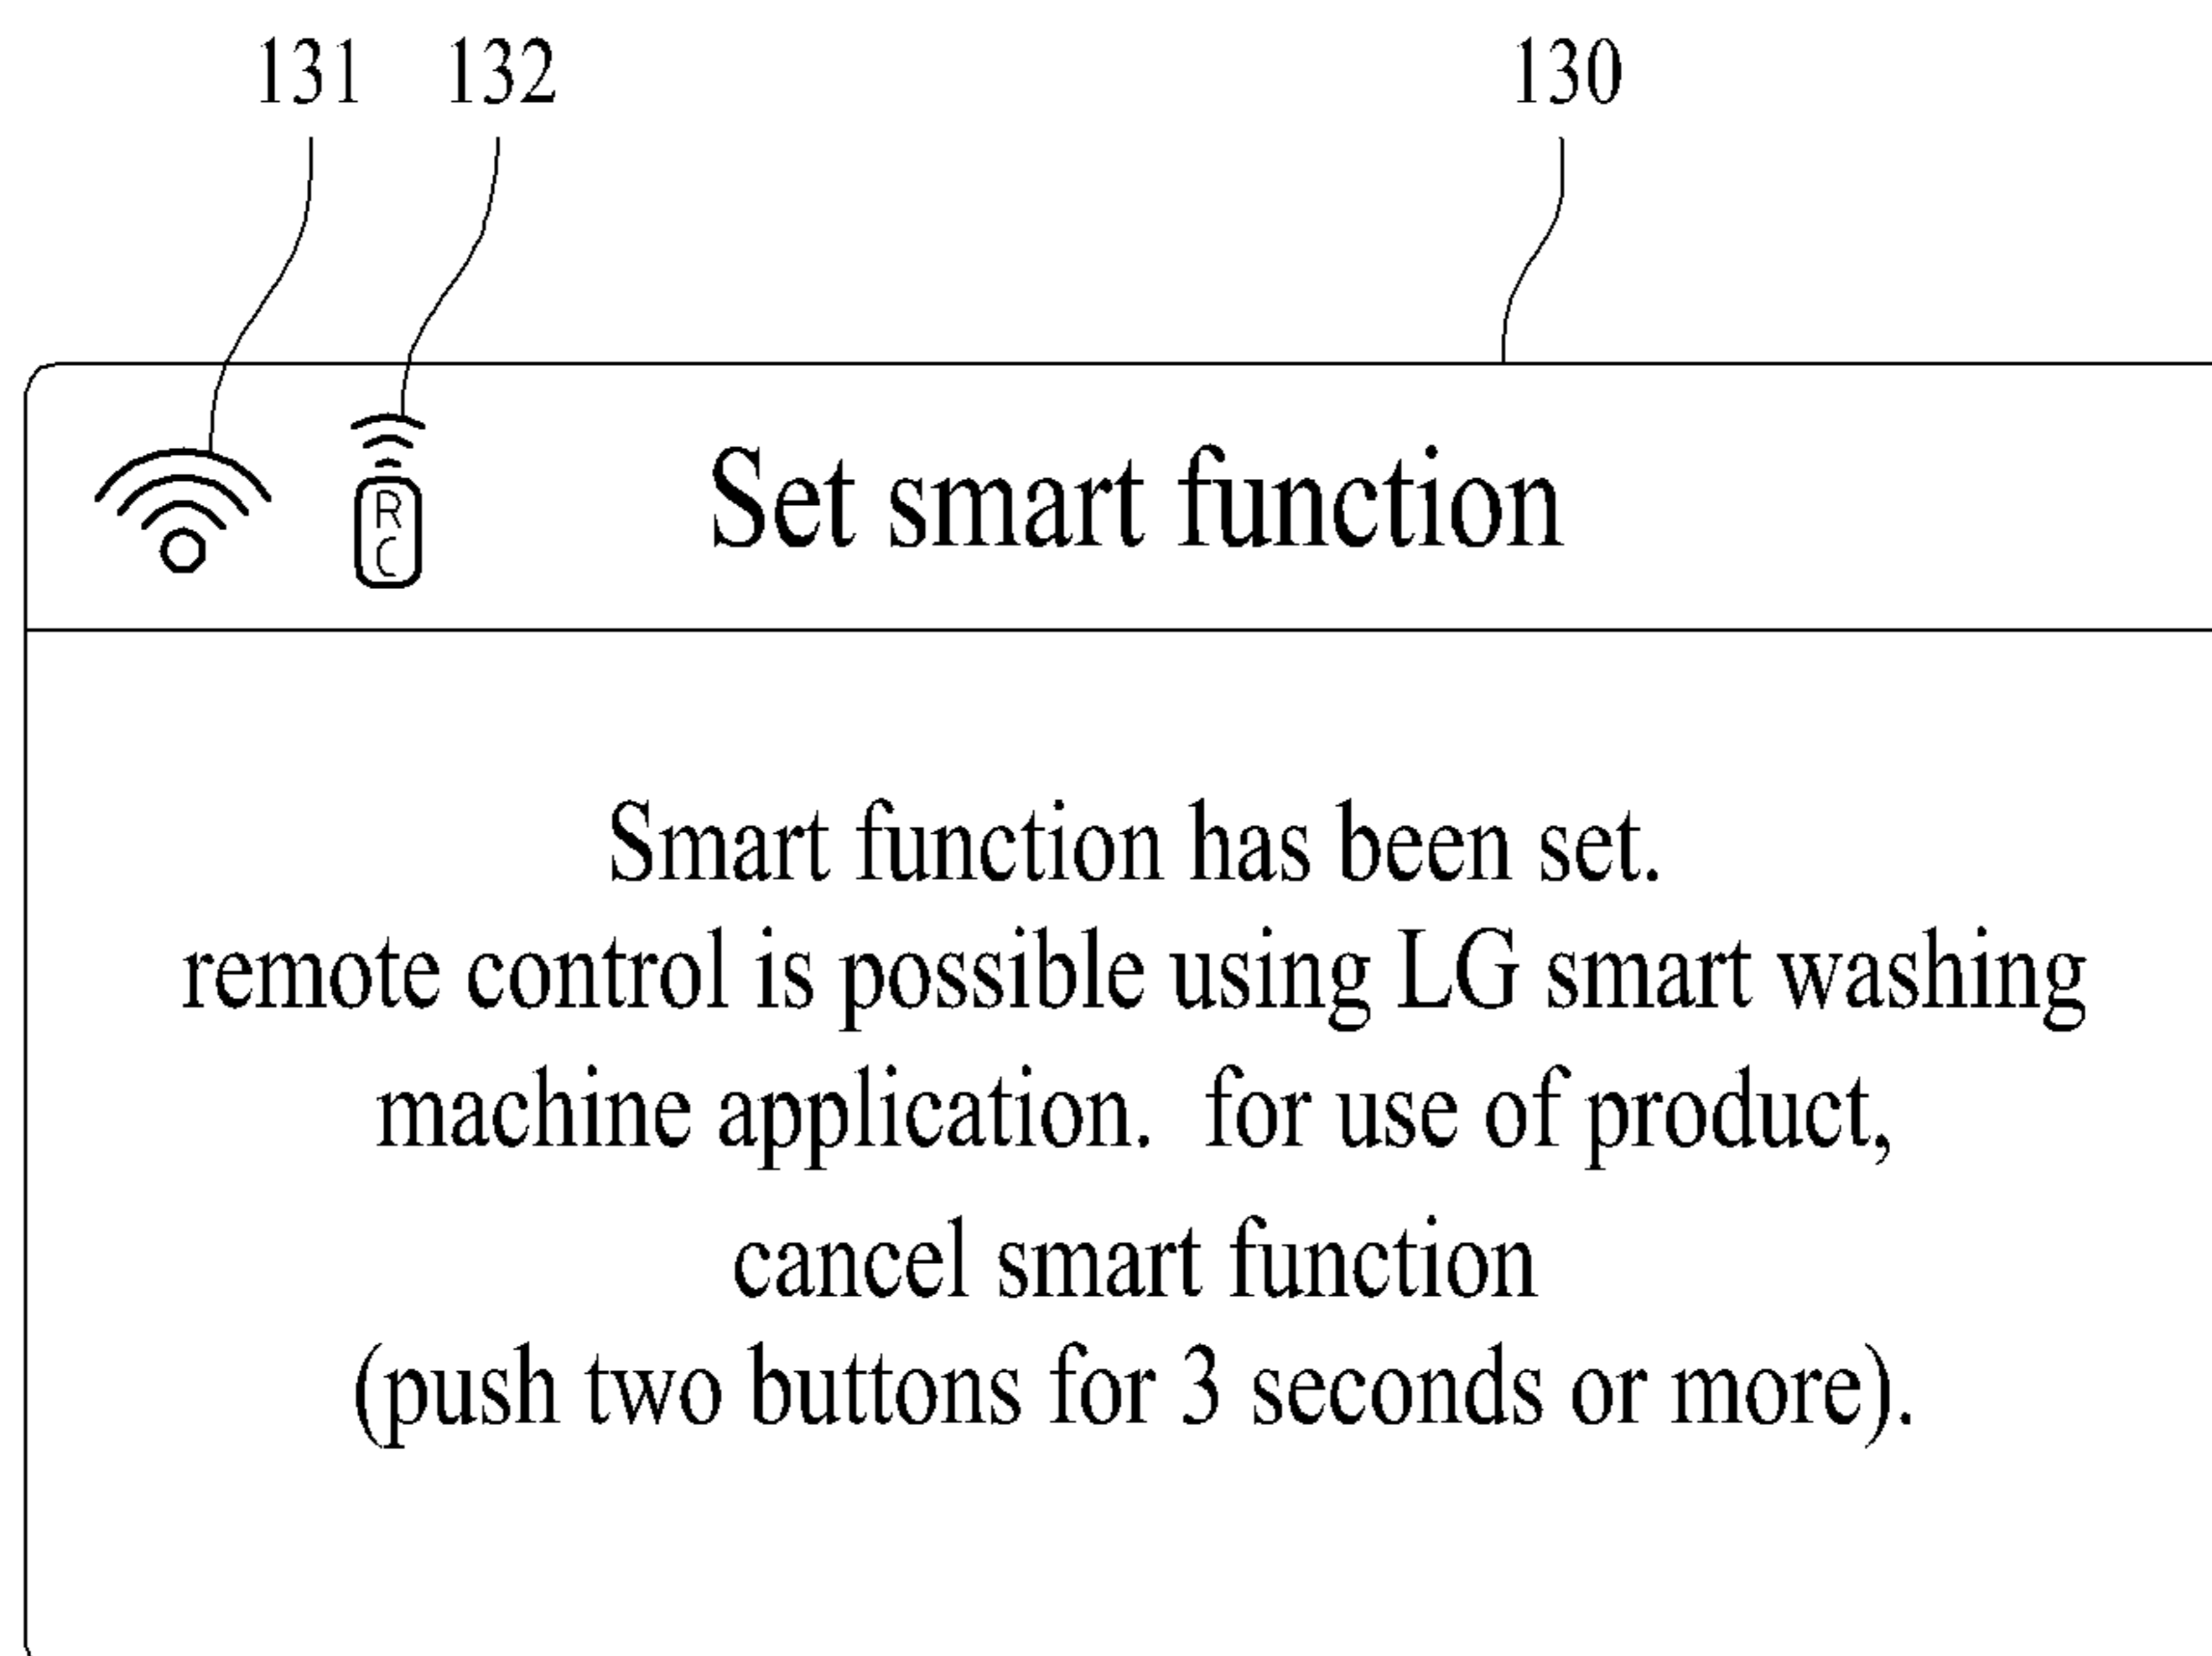 131 132 130
R
C
Set smart function
Smart function has been set.
remote control is possible using LG smart washing
machine application.  for use of product,
cancel smart function
(push two buttons for 3 seconds or more).